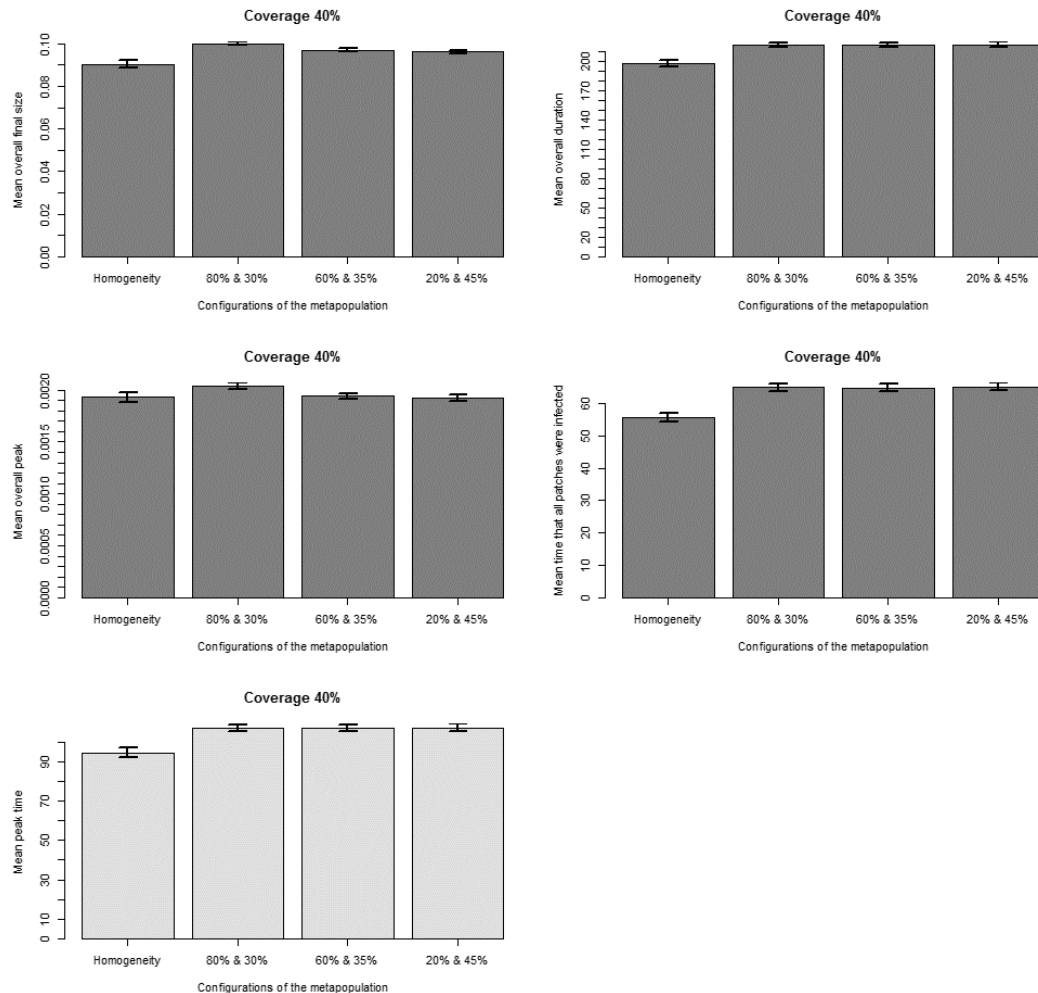 Coverage 40%
Mean overall final size
0.10
0.08
0.06
0.04
0.02
0.00
Homogeneity 80% & 30% 60% & 35% 20% & 45%
Configurations of the metapopulation
Coverage 40%
Mean overall duration
200
170
140
110
80
50
20
0
Homogeneity 80% & 30% 60% & 35% 20% & 45%
Configurations of the metapopulation
Coverage 40%
Mean overall peak
0.0020
0.0015
0.0010
0.0005
0.0000
Homogeneity 80% & 30% 60% & 35% 20% & 45%
Configurations of the metapopulation
Coverage 40%
Mean time that all patches were infected
60
50
40
30
20
10
0
Homogeneity 80% & 30% 60% & 35% 20% & 45%
Configurations of the metapopulation
Coverage 40%
Mean peak time
90
70
50
30
10
0
Homogeneity 80% & 30% 60% & 35% 20% & 45%
Configurations of the metapopulation